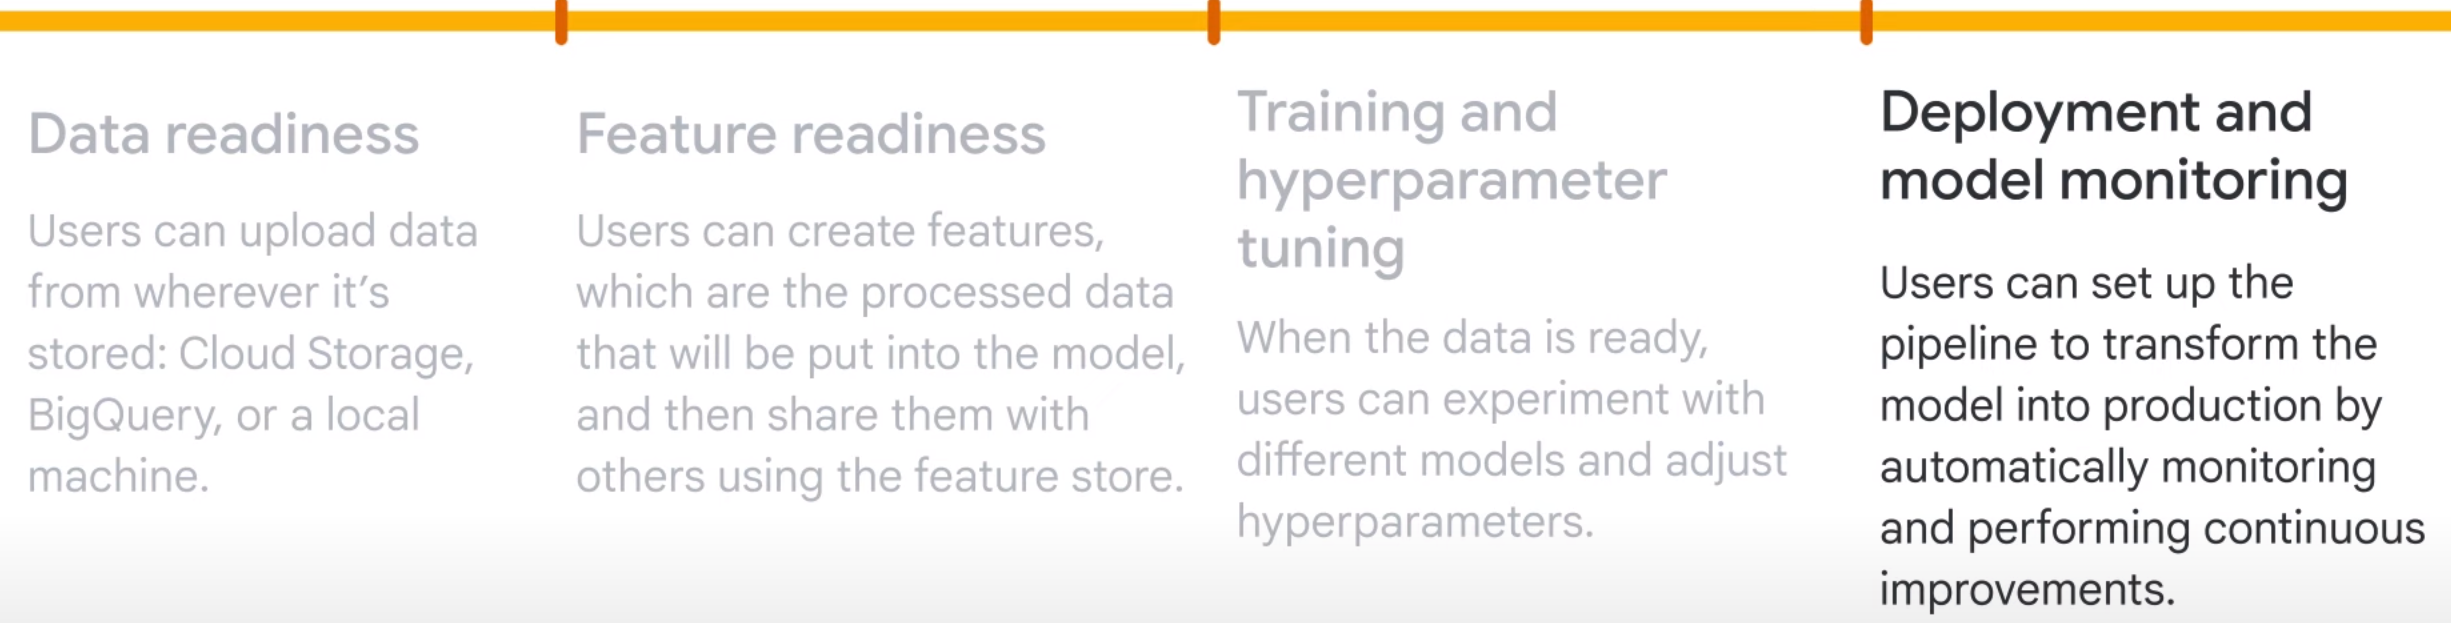 Data readiness
Users can upload data
from wherever it’s
stored: Cloud Storage,
BigQuery, or a local
machine.
Feature readiness
Users can create features,
which are the processed data
that will be put into the model,
and then share them with
others using the feature store.
Training and
hyperparameter
tuning
When the data is ready,
users can experiment with
different models and adjust
hyperparameters.
Deployment and
model monitoring
Users can set up the
pipeline to transform the
model into production by
automatically monitoring
and performing continuous
improvements.